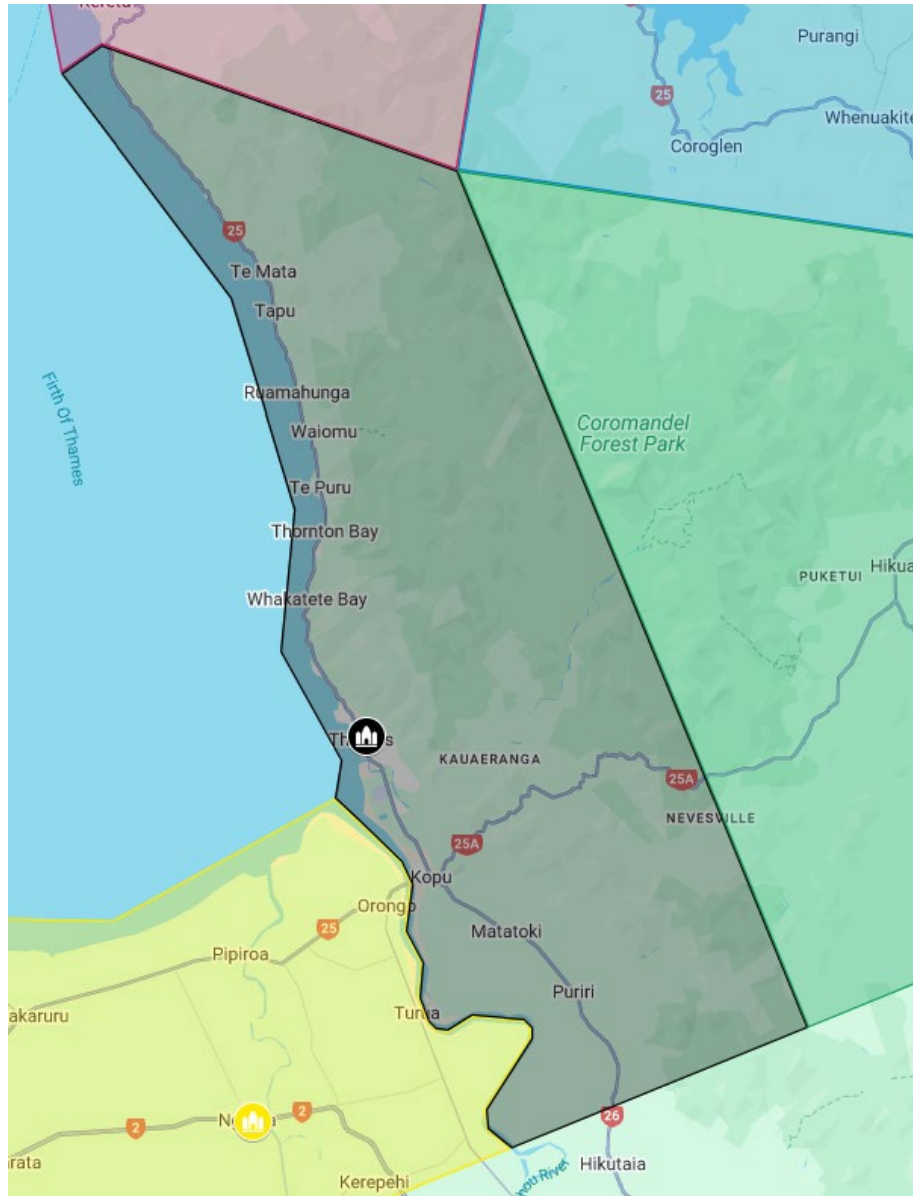 Kereta
Purangi
25
Whenuakite
Coroglen
25
Te Mata
Tapu
Firth Of Thames
Ruamahunga
Waiomu
Coromandel
Forest Park
Te Puru
Thornton Bay
PUKETUI
Hikua
Whakatete Bay
KAUAERANGA
25A
NEVESVILLE
25A
Kopu
Orongo
25
Matatoki
Pipiroa
Puriri
akaruru
Turua
2
2
26
arata
Kerepehi
Hikutaia